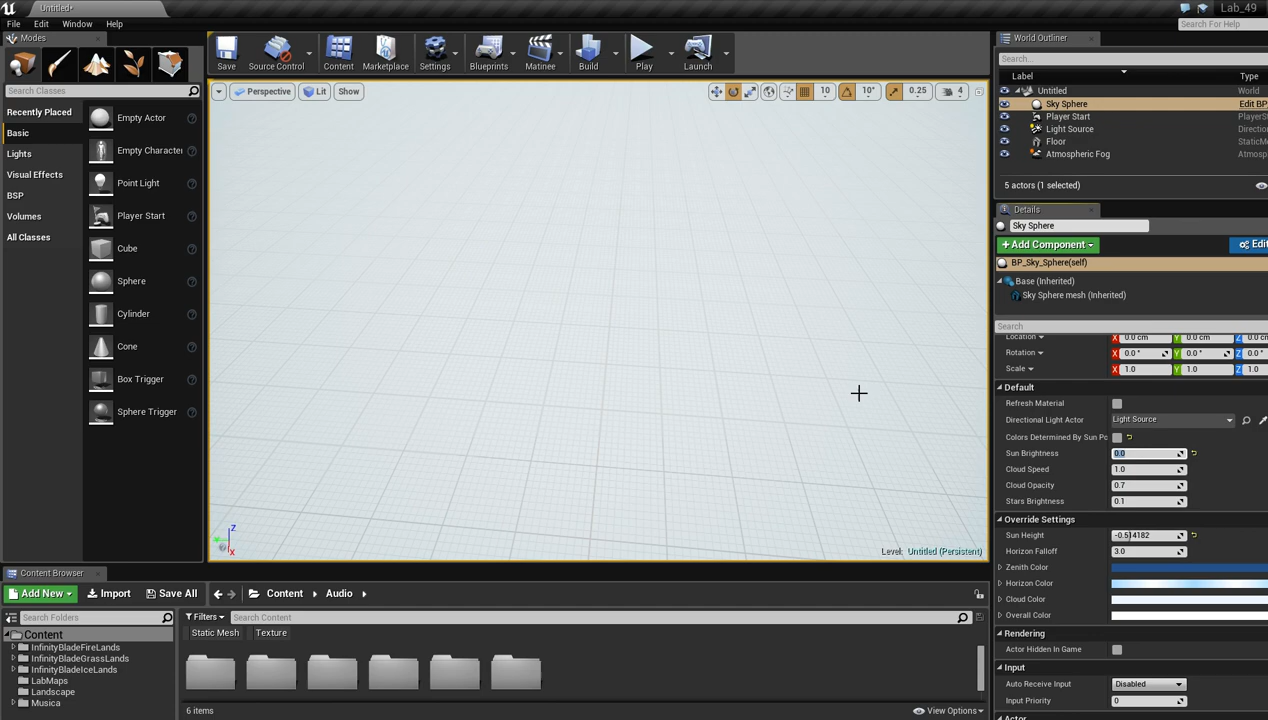 Untitled*
Lab_49
File Edit Window Help
Search For Help
Modes
Search Classes
Recently Placed
Basic
Lights
Visual Effects
BSP
Volumes
All Classes
Empty Actor
Empty Character
Point Light
Player Start
Cube
Sphere
Cylinder
Cone
Box Trigger
Sphere Trigger
Save Source Control Content Marketplace Settings Blueprints Matinee Build Play Launch
Perspective Lit Show
10 10° 0.25 4
Z
X
Level: Untitled (Persistent)
World Outliner
Search...
Label Type
Untitled World
Sky Sphere Edit BP
Player Start PlayerSt
Light Source Directio
Floor StaticMe
Atmospheric Fog Atmosp
5 actors (1 selected)
Details
Sky Sphere
+ Add Component Edit
BP_Sky_Sphere(self)
Base (Inherited)
Sky Sphere mesh (Inherited)
Search
Location X 0.0 cm Y 0.0 cm Z 0.0 cm
Rotation X 0.0 ° Y 0.0 ° Z 0.0 °
Scale X 1.0 Y 1.0 Z 1.0
Default
Refresh Material
Directional Light Actor Light Source
Colors Determined By Sun Po
Sun Brightness 0.0
Cloud Speed 1.0
Cloud Opacity 0.7
Stars Brightness 0.1
Override Settings
Sun Height -0.514182
Horizon Falloff 3.0
Zenith Color
Horizon Color
Cloud Color
Overall Color
Rendering
Actor Hidden In Game
Input
Auto Receive Input Disabled
Input Priority 0
Actor
Content Browser
Add New Import Save All Content Audio
Search Folders
Content
InfinityBladeFireLands
InfinityBladeGrassLands
InfinityBladeIceLands
LabMaps
Landscape
Musica
Filters Search Content
Static Mesh Texture
6 items View Options